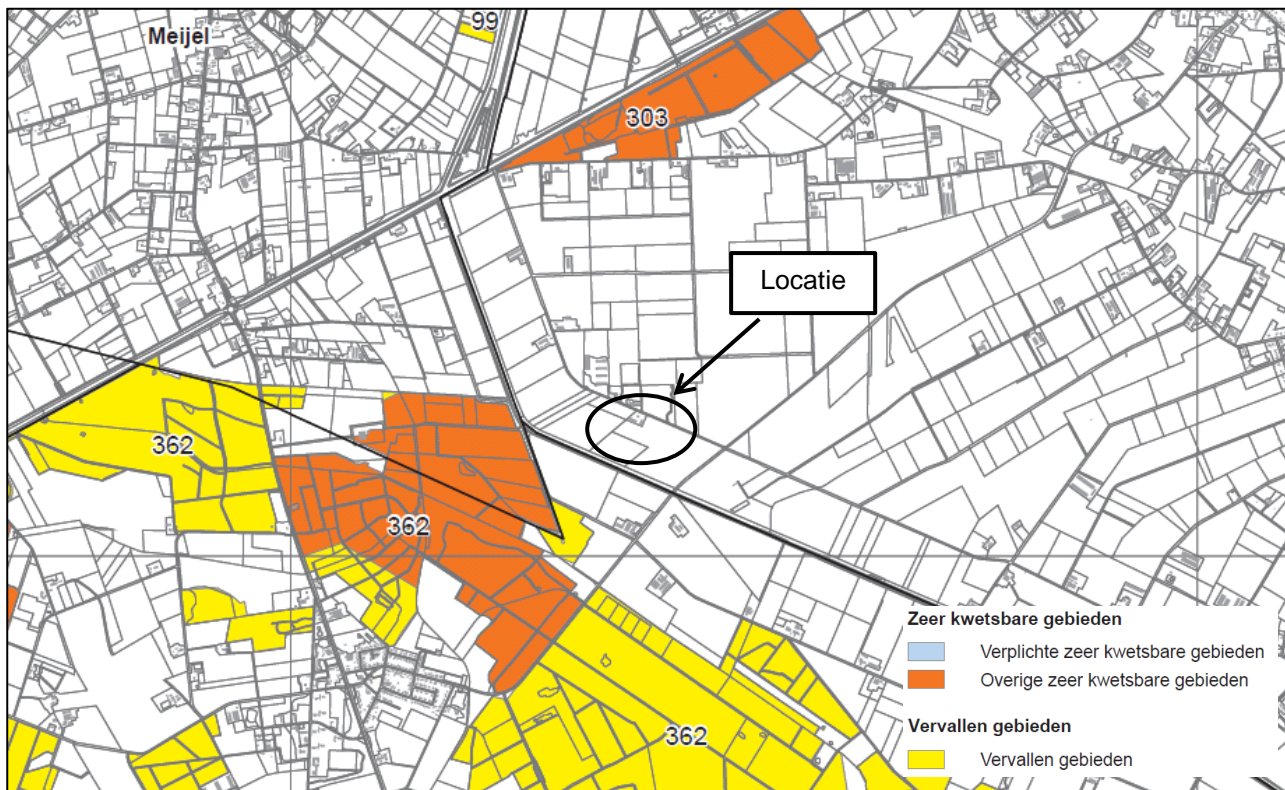 99
Meijel
303
Locatie
362
362
Zeer kwetsbare gebieden
Verplichte zeer kwetsbare gebieden
Overige zeer kwetsbare gebieden
Vervallen gebieden
362
Vervallen gebieden